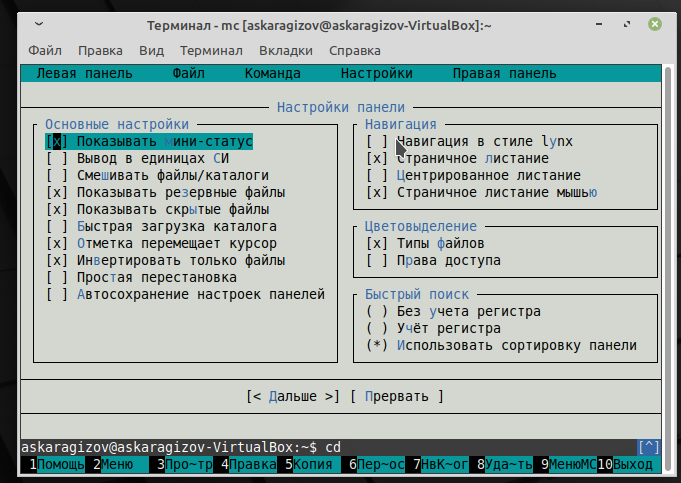 Терминал - mc [askaragizov@askaragizov-VirtualBox]:~
Файл Правка Вид Терминал Вкладки Справка
Левая панель Файл Команда Настройки Правая панель
Настройки панели
Основные настройки
[x] Показывать мини-статус
[ ] Вывод в единицах СИ
[ ] Смешивать файлы/каталоги
[x] Показывать резервные файлы
[x] Показывать скрытые файлы
[ ] Быстрая загрузка каталога
[x] Отметка перемещает курсор
[x] Инвертировать только файлы
[ ] Простая перестановка
[ ] Автосохранение настроек панелей
Навигация
[ ] Навигация в стиле lynx
[x] Страничное листание
[ ] Центрированное листание
[x] Страничное листание мышью
Цветовыделение
[x] Типы файлов
[ ] Права доступа
Быстрый поиск
( ) Без учета регистра
( ) Учёт регистра
(*) Использовать сортировку панели
[< Дальше >] [ Прервать ]
askaragizov@askaragizov-VirtualBox:~$ cd [^]
1Помощь 2Меню 3Про~тр 4Правка 5Копия 6Пер~ос 7НвК~ог 8Уда~ть 9МенюMC 10Выход